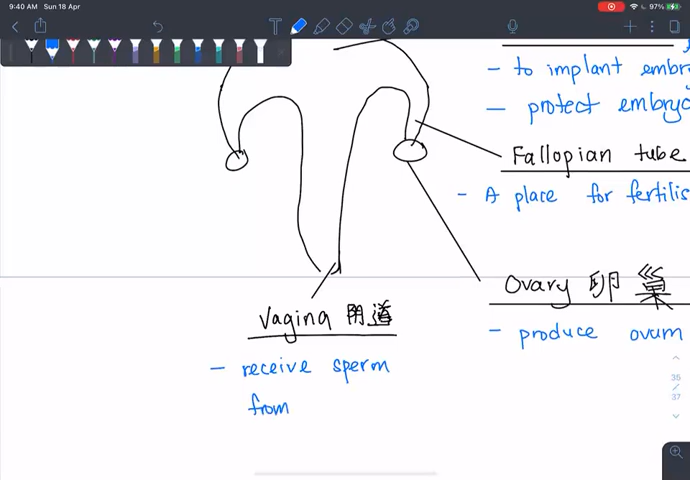 9:40 AM Sun 18 Apr
97%
- to implant embr
- protect embryo
Fallopian tube
- A place for fertilis
Ovary 卵 巢
- produce ovum
Vagina 阴道
- receive sperm
from
35
/
37